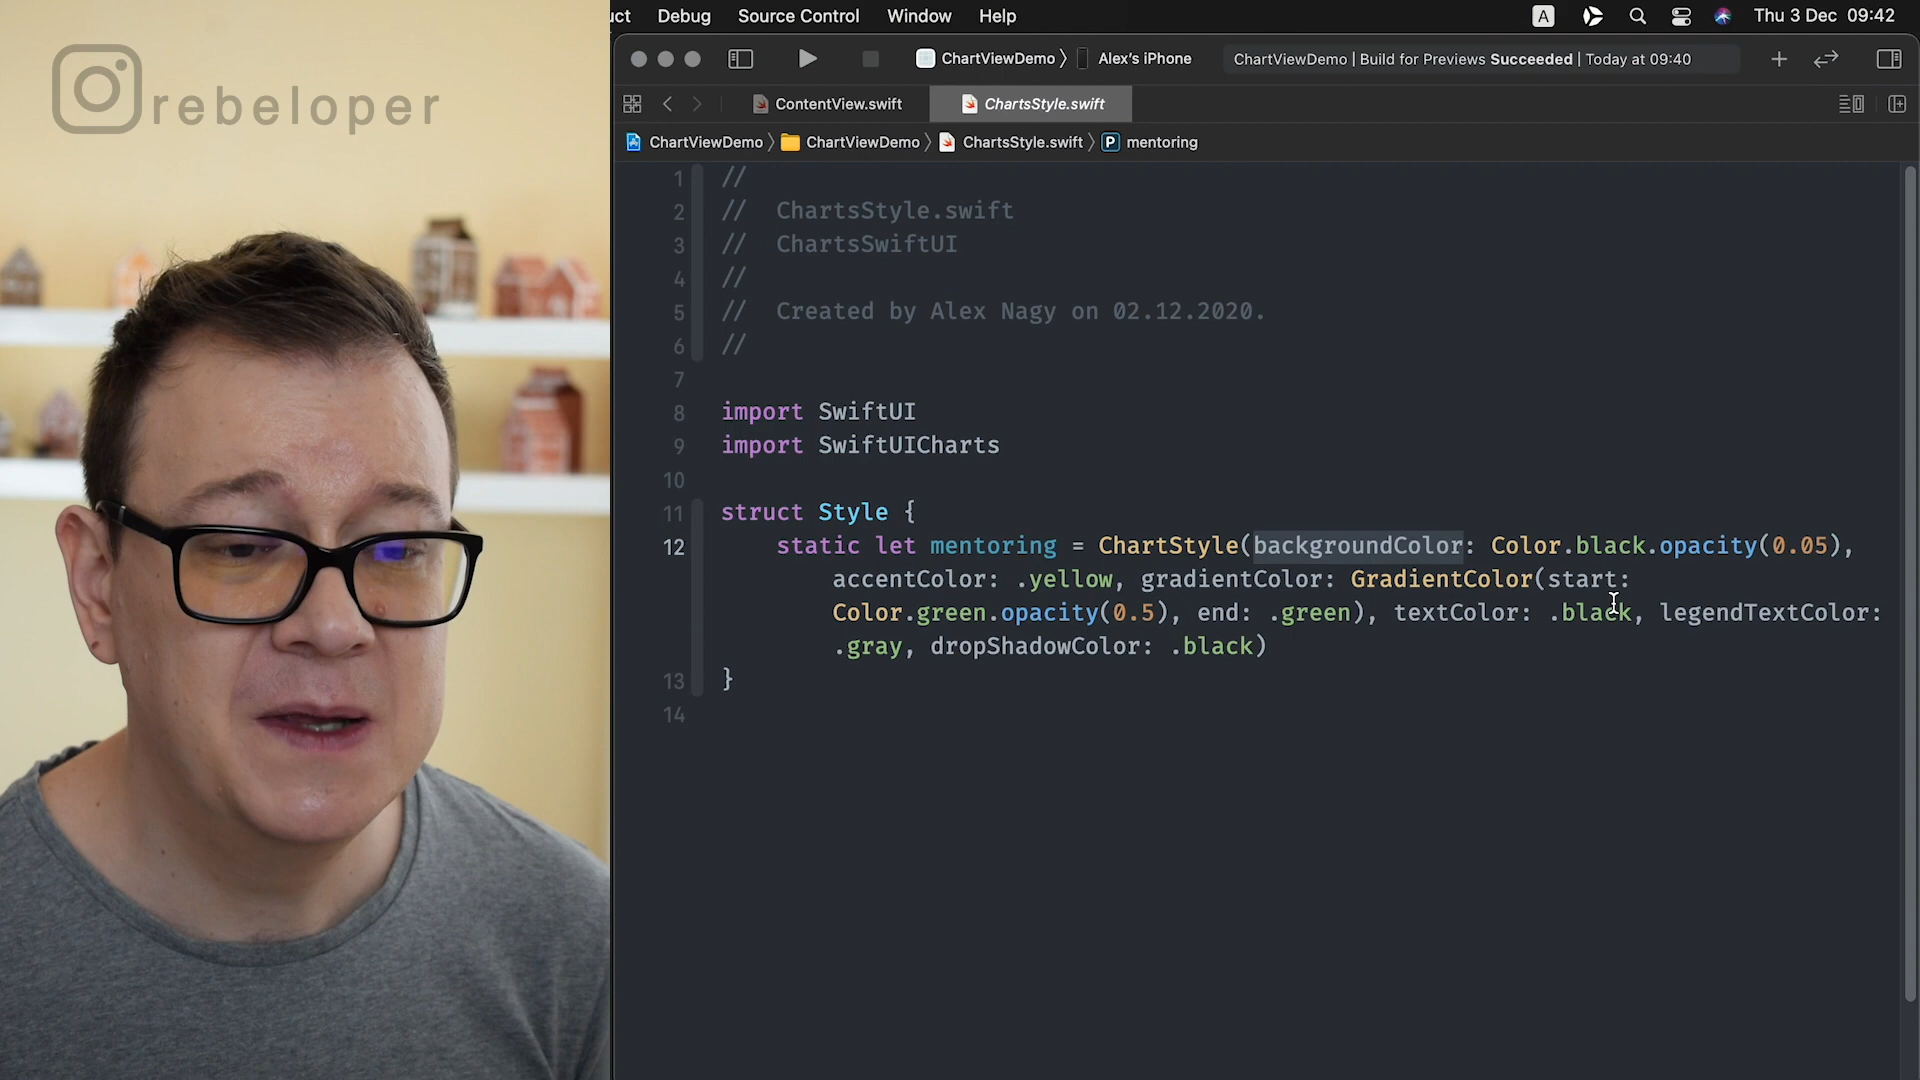 rebeloper
uct Debug Source Control Window Help A Thu 3 Dec 09:42
ChartViewDemo Alex's iPhone ChartViewDemo | Build for Previews Succeeded | Today at 09:40
ContentView.swift ChartsStyle.swift
ChartViewDemo ChartViewDemo ChartsStyle.swift P mentoring
1 //
2 // ChartsStyle.swift
3 // ChartsSwiftUI
4 //
5 // Created by Alex Nagy on 02.12.2020.
6 //
7
8 import SwiftUI
9 import SwiftUICharts
10
11 struct Style {
12 static let mentoring = ChartStyle(backgroundColor: Color.black.opacity(0.05),
accentColor: .yellow, gradientColor: GradientColor(start:
Color.green.opacity(0.5), end: .green), textColor: .black, legendTextColor:
.gray, dropShadowColor: .black)
13 }
14